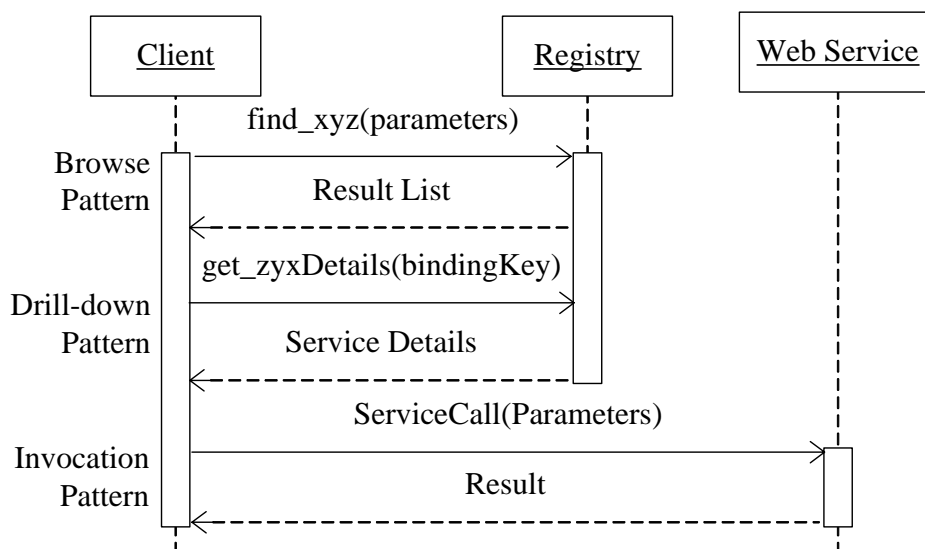 Client
Registry
Web Service
find_xyz(parameters)
Browse
Pattern
Result List
get_zyxDetails(bindingKey)
Drill-down
Pattern
Service Details
ServiceCall(Parameters)
Invocation
Pattern
Result